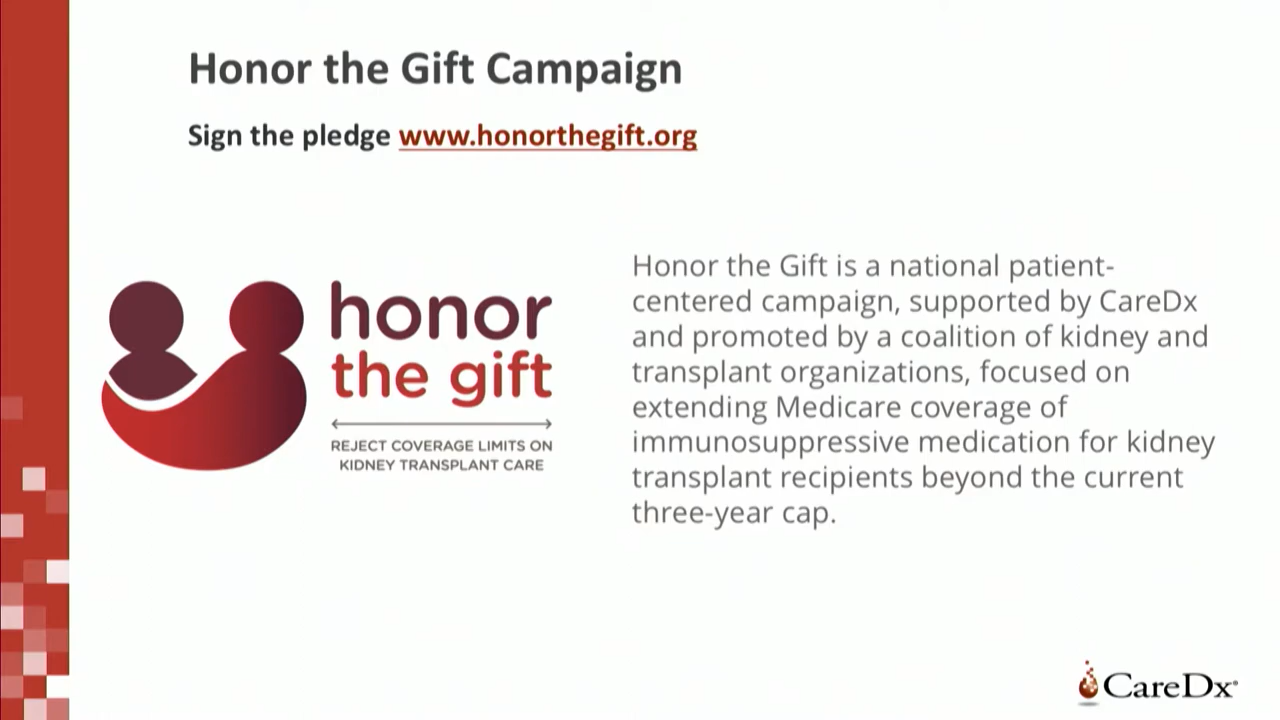 Honor the Gift Campaign
Sign the pledge www.honorthegift.org
honor
the gift
REJECT COVERAGE LIMITS ON
KIDNEY TRANSPLANT CARE
Honor the Gift is a national patient-
centered campaign, supported by CareDx
and promoted by a coalition of kidney and
transplant organizations, focused on
extending Medicare coverage of
immunosuppressive medication for kidney
transplant recipients beyond the current
three-year cap.
CareDx®